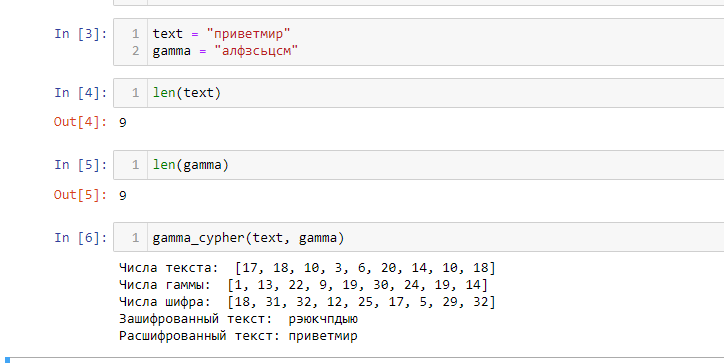 In [3]:
1 text = "приветмир"
2 gamma = "алфзсьцсм"
In [4]:
1 len(text)
Out[4]: 9
In [5]:
1 len(gamma)
Out[5]: 9
In [6]:
1 gamma_cypher(text, gamma)
Числа текста:  [17, 18, 10, 3, 6, 20, 14, 10, 18]
Числа гаммы:  [1, 13, 22, 9, 19, 30, 24, 19, 14]
Числа шифра:  [18, 31, 32, 12, 25, 17, 5, 29, 32]
Зашифрованный текст:  рэюкчпдыю
Расшифрованный текст: приветмир